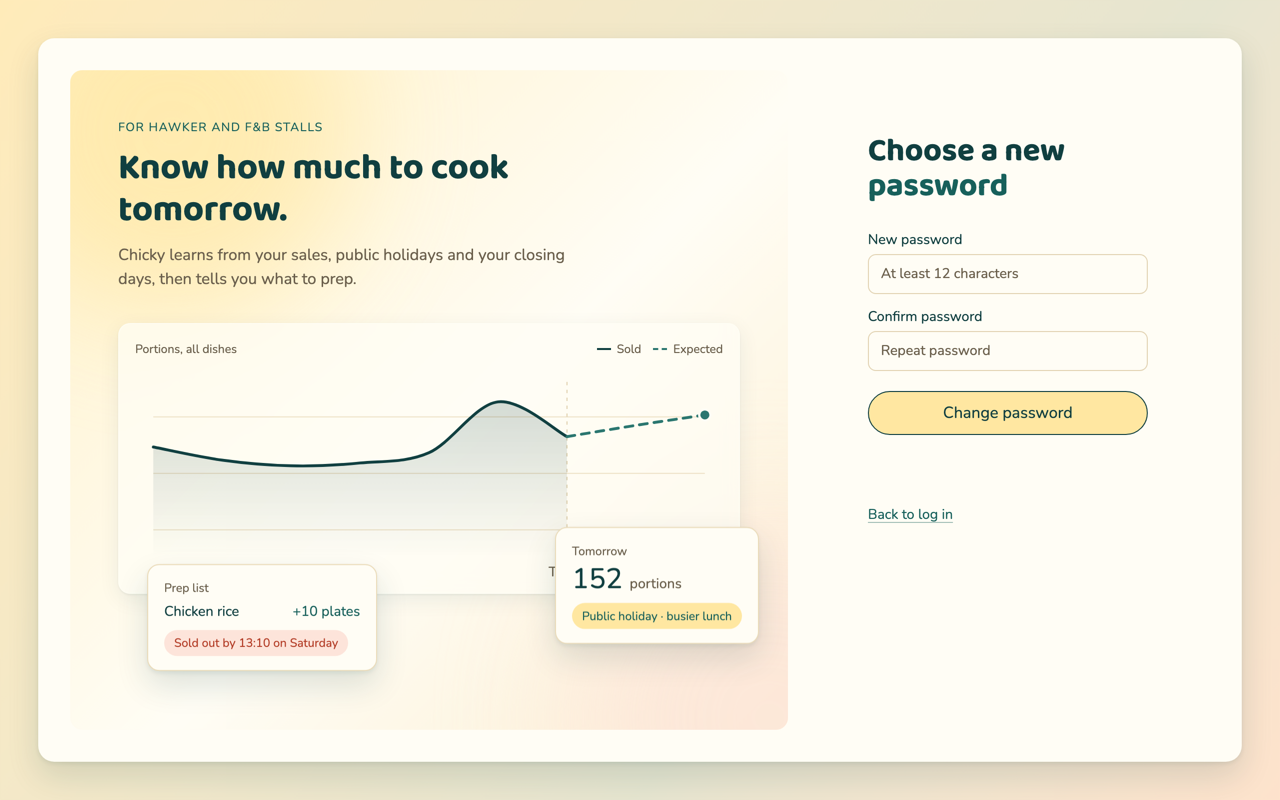 FOR HAWKER AND F&B STALLS
Know how much to cook
tomorrow.
Chicky learns from your sales, public holidays and your closing
days, then tells you what to prep.
Portions, all dishes
Sold
Expected
Prep list
Chicken rice
+10 plates
Sold out by 13:10 on Saturday
Tomorrow
152 portions
Public holiday · busier lunch
Choose a new
password
New password
At least 12 characters
Confirm password
Repeat password
Change password
Back to log in